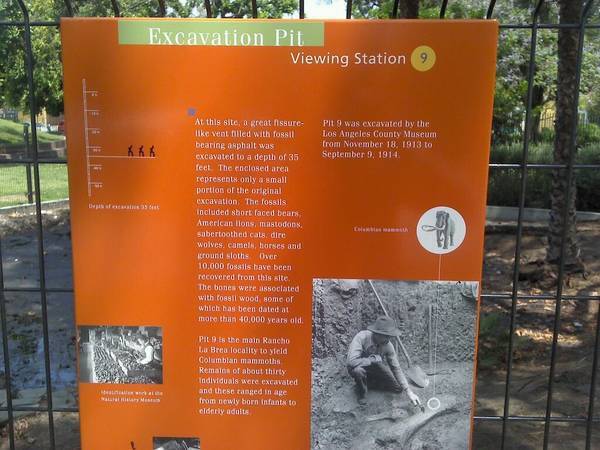 Excavation Pit
Viewing Station 9
At this site, a great fissure-
like vent filled with fossil
bearing asphalt was
excavated to a depth of 35
feet. The enclosed area
represents only a small
portion of the original
excavation. The fossils
included short faced bears,
American lions, mastodons,
sabertoothed cats, dire
wolves, camels, horses and
ground sloths. Over
10,000 fossils have been
recovered from this site.
The bones were associated
with fossil wood, some of
which has been dated at
more than 40,000 years old.
Pit 9 is the main Rancho
La Brea locality to yield
Columbian mammoths.
Remains of about thirty
individuals were excavated
and these ranged in age
from newly born infants to
elderly adults.
Pit 9 was excavated by the
Los Angeles County Museum
from November 18, 1913 to
September 9, 1914.
Depth of excavation 35 feet
Columbian mammoth
Identification work at the
Natural History Museum